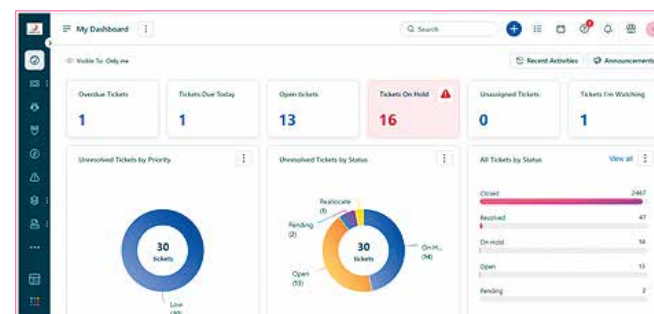 My Dashboard
Search
Visible To: Only me
Recent Activities
Announcements
Overdue Tickets
1
Tickets Due Today
1
Open tickets
13
Tickets On Hold
16
Unassigned Tickets
0
Tickets I'm Watching
1
Unresolved Tickets by Priority
30
tickets
Low
Unresolved Tickets by Status
Reallocate
(1)
Pending
(2)
Open
(13)
30
tickets
On H...
(14)
All Tickets by Status
View all
Closed
2467
Resolved
47
On Hold
Open
Pending
2